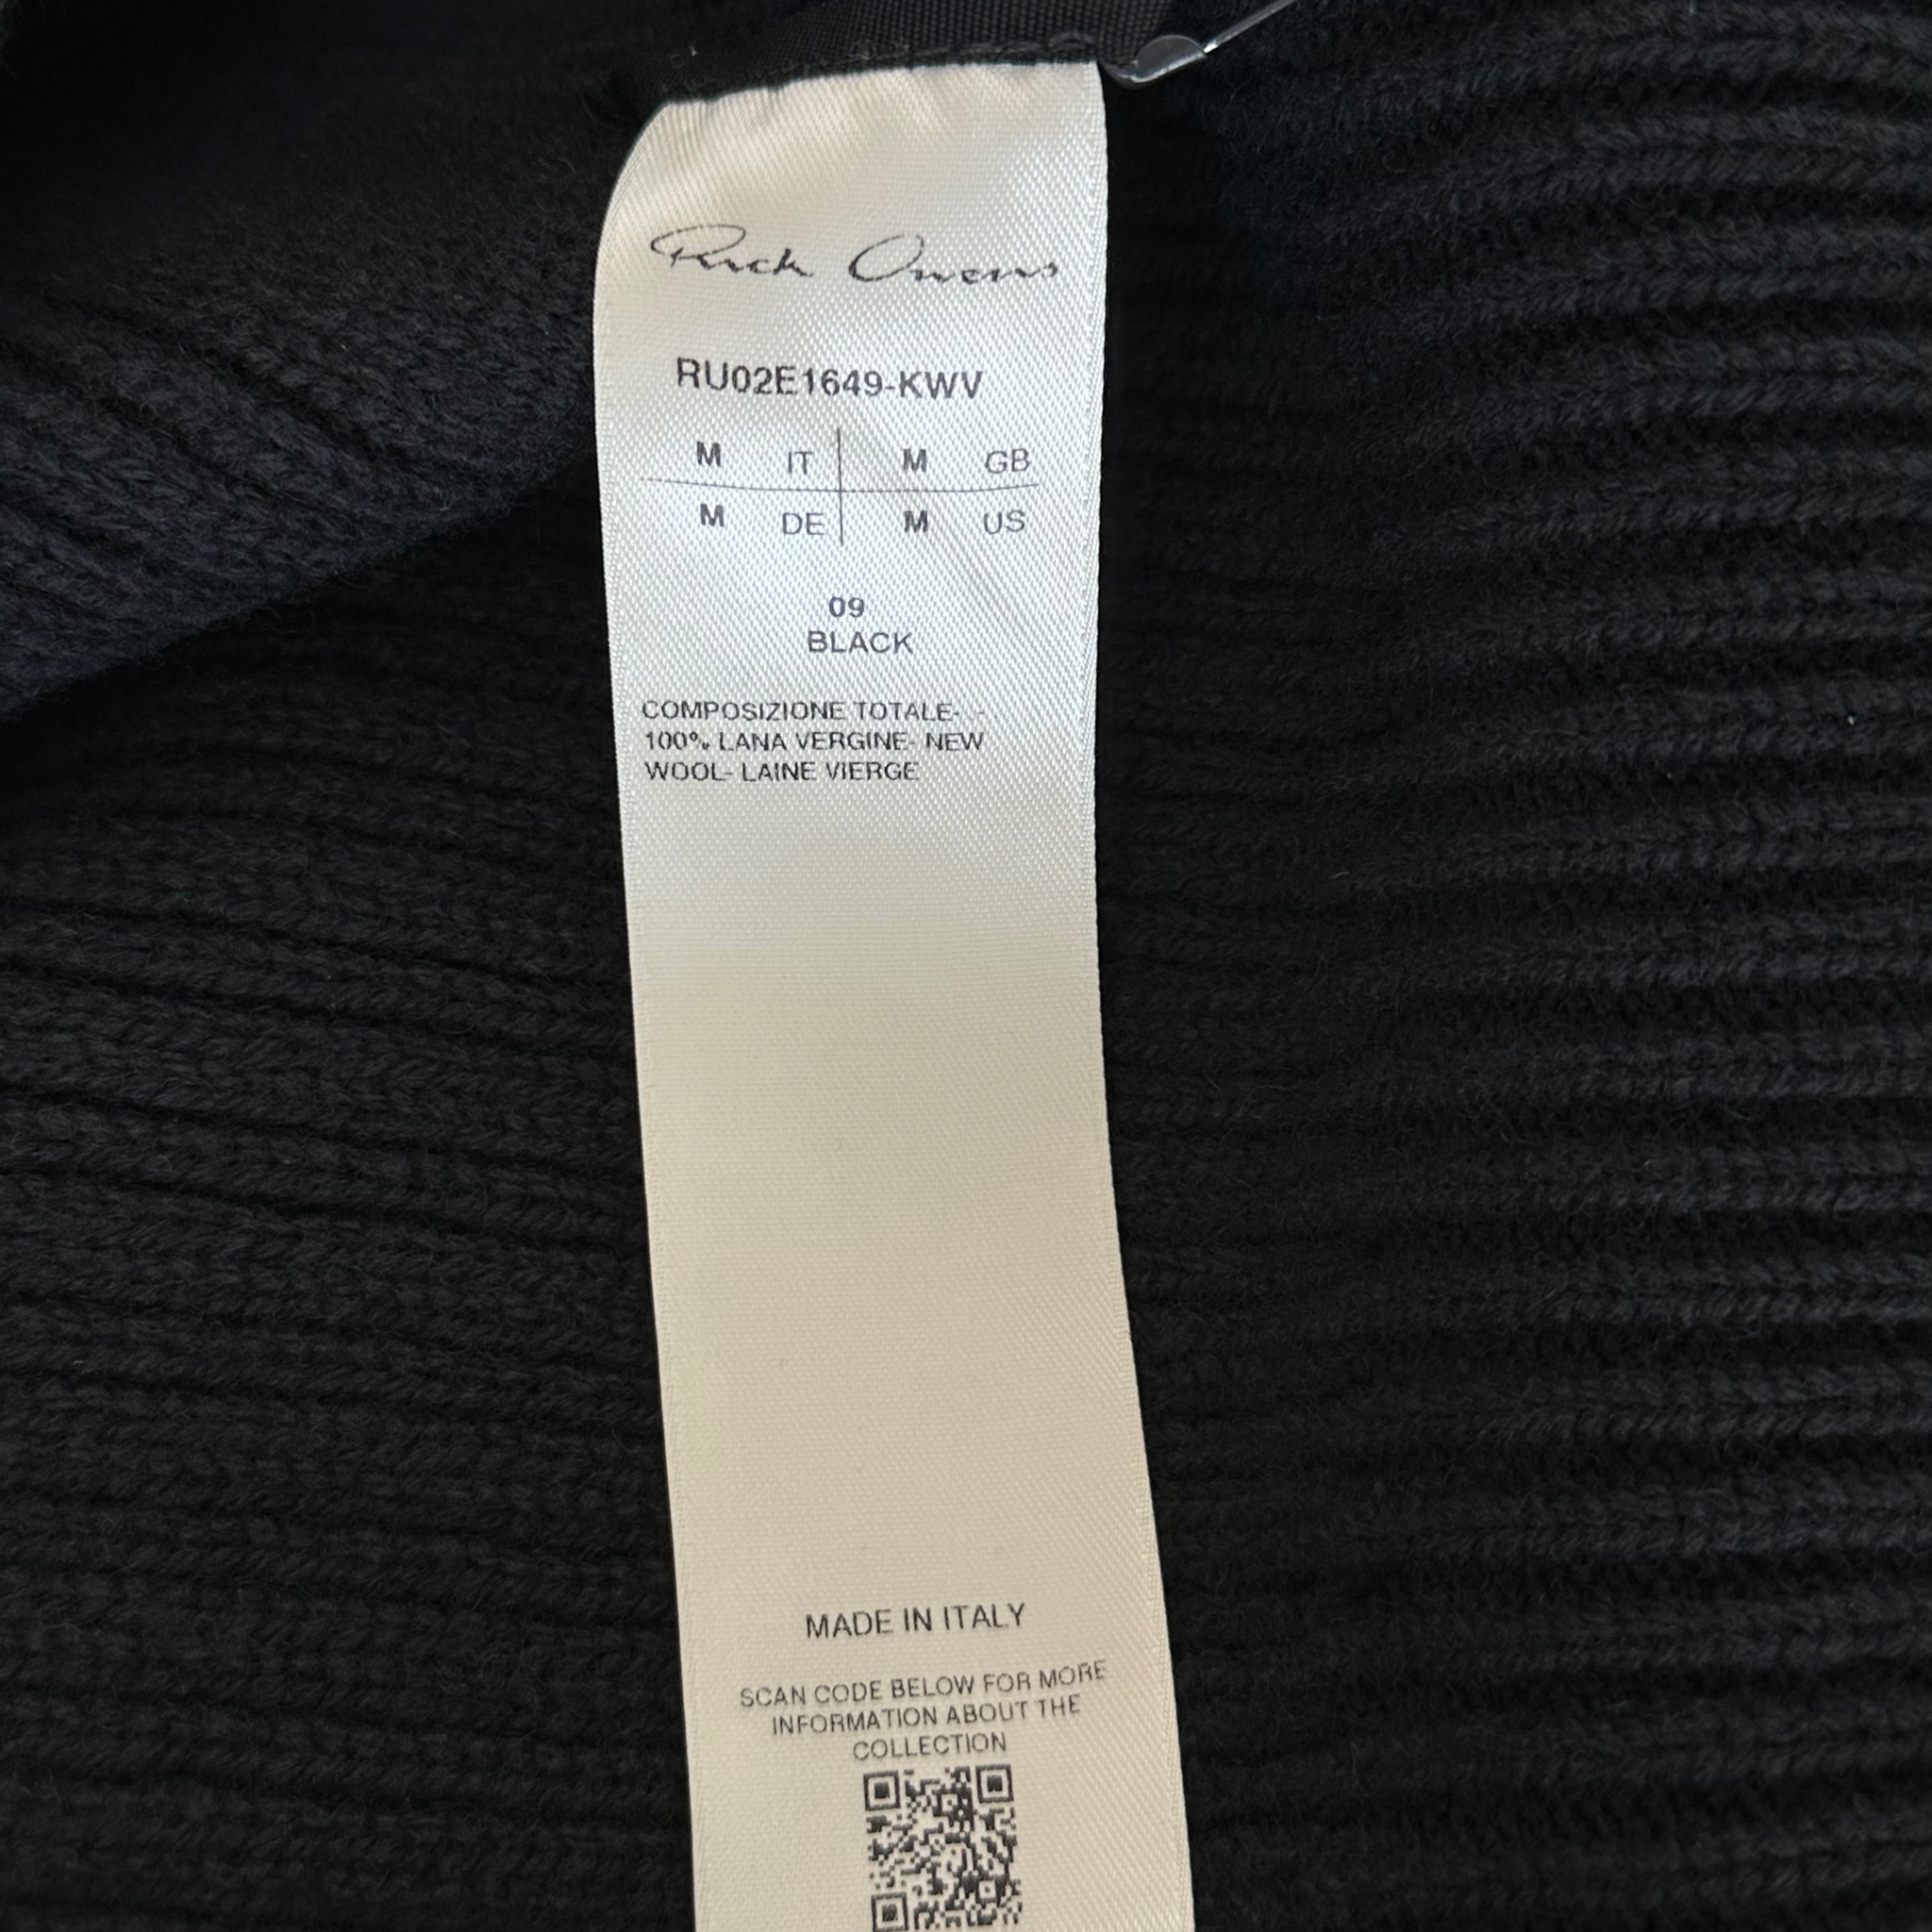 Rick Owens
RU02E1649-KWV
M IT M GB
M DE M US
09
BLACK
COMPOSIZIONE TOTALE- -
100% LANA VERGINE- NEW
WOOL- LAINE VIERGE
MADE IN ITALY
SCAN CODE BELOW FOR MORE
INFORMATION ABOUT THE
COLLECTION